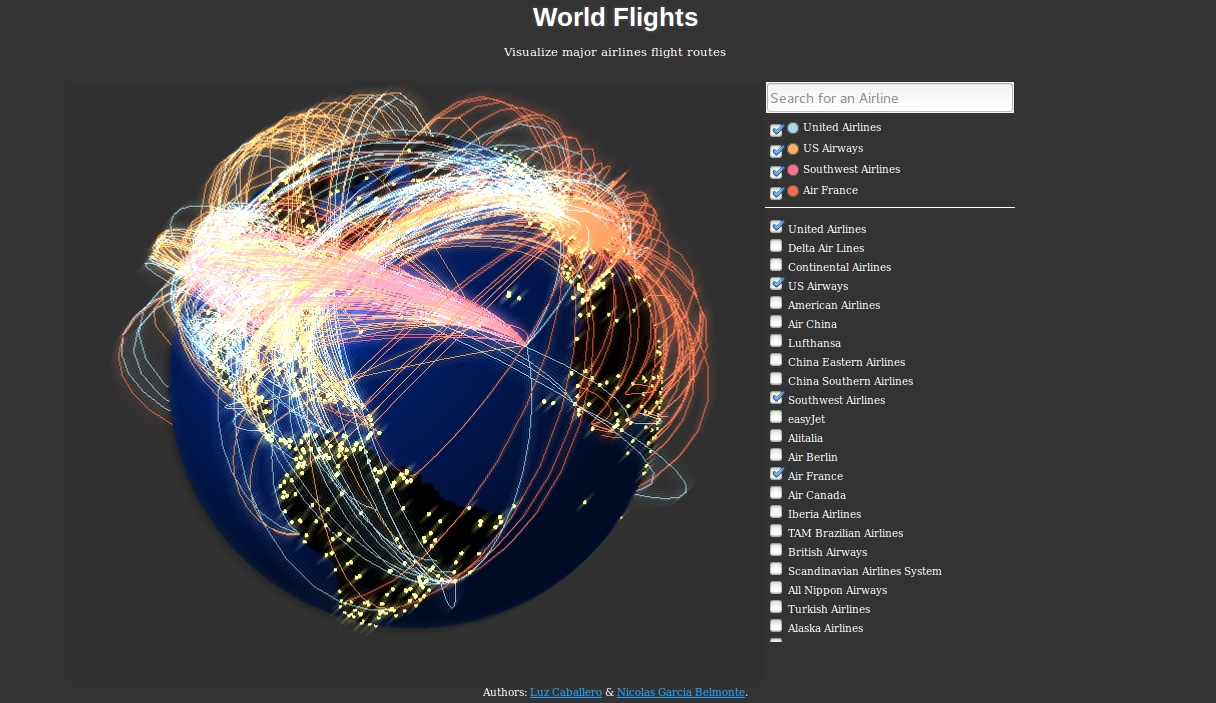 World Flights
Visualize major airlines flight routes
Search for an Airline
United Airlines
US Airways
Southwest Airlines
Air France
United Airlines
Delta Air Lines
Continental Airlines
US Airways
American Airlines
Air China
Lufthansa
China Eastern Airlines
China Southern Airlines
Southwest Airlines
easyJet
Alitalia
Air Berlin
Air France
Air Canada
Iberia Airlines
TAM Brazilian Airlines
British Airways
Scandinavian Airlines System
All Nippon Airways
Turkish Airlines
Alaska Airlines
Authors: Luz Caballero & Nicolas Garcia Belmonte.